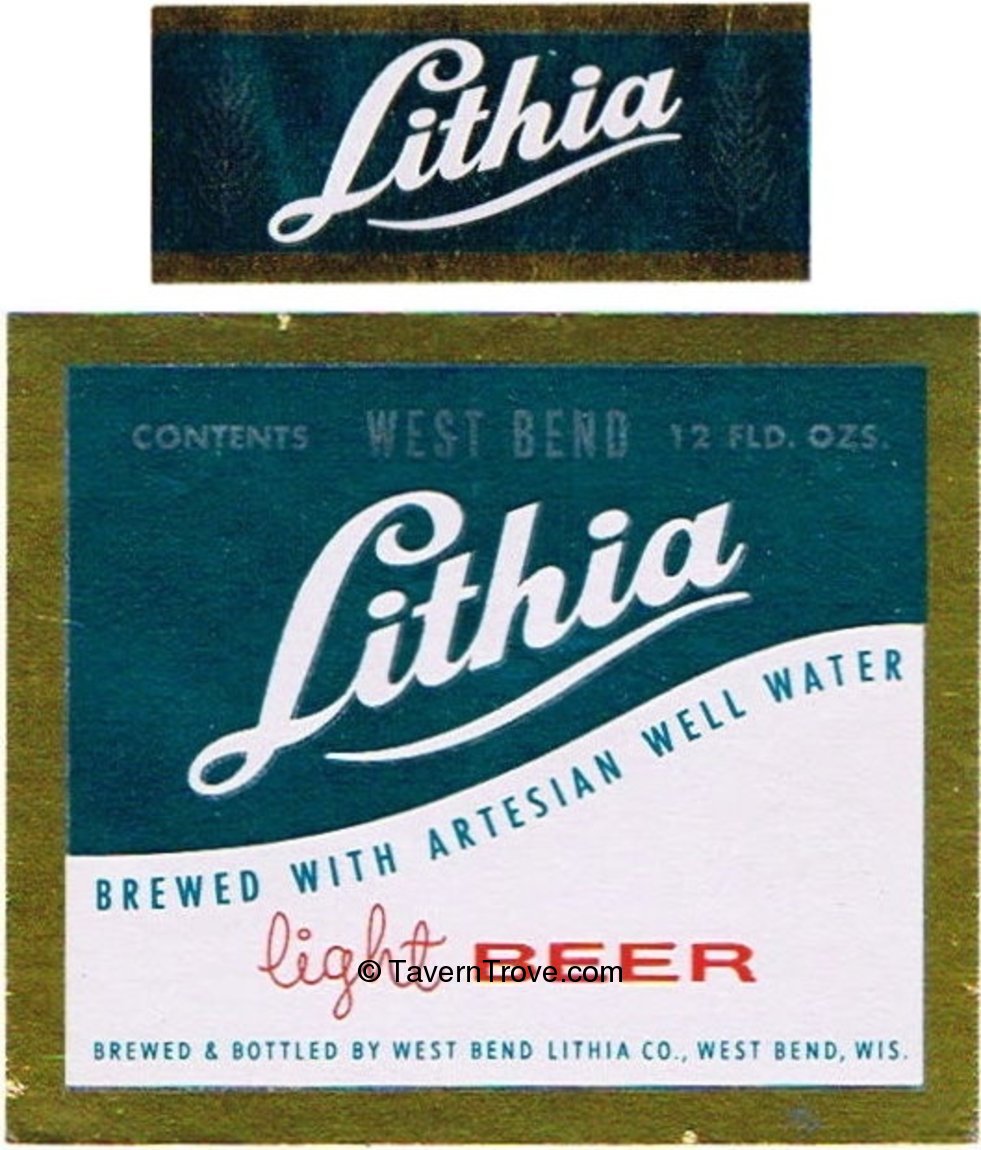 Lithia
CONTENTS WEST BEND 12 FLD. OZS.
Lithia
BREWED WITH ARTESIAN WELL WATER
light BEER
© TavernTrove.com
BREWED & BOTTLED BY WEST BEND LITHIA CO., WEST BEND, WIS.